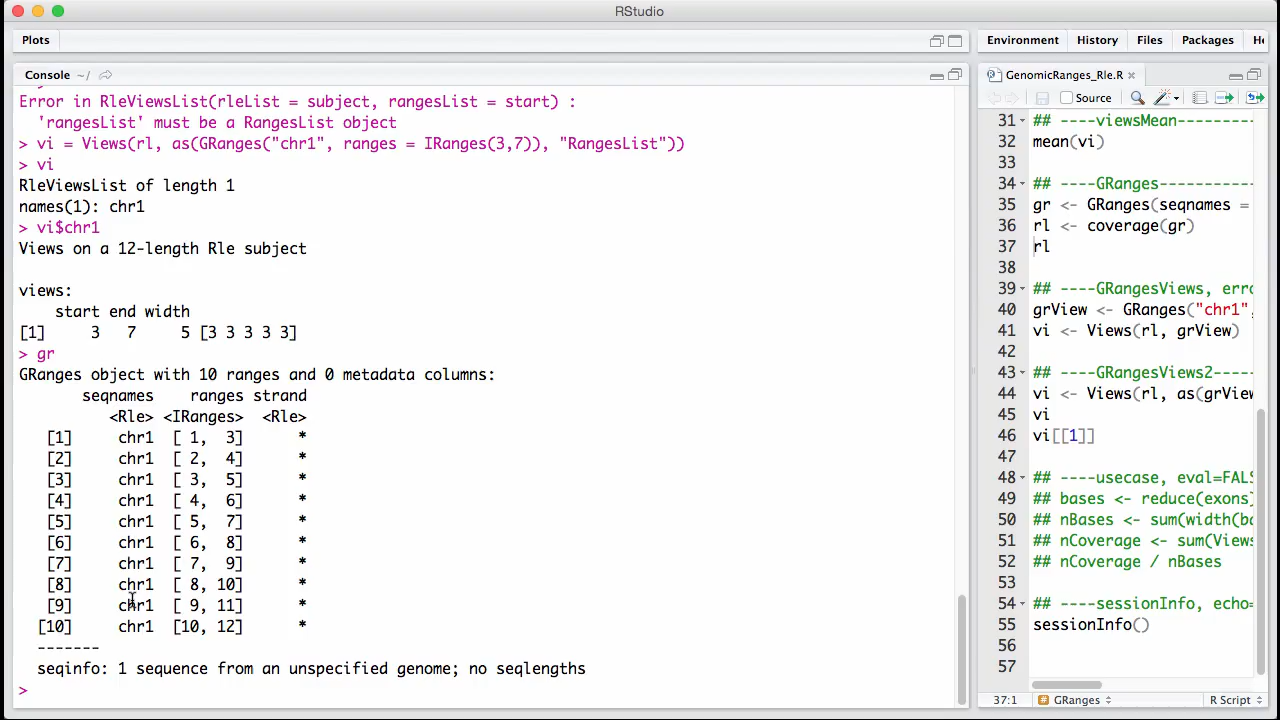 RStudio
Plots
Console ~/
Error in RleViewsList(rleList = subject, rangesList = start) :
'rangesList' must be a RangesList object
> vi = Views(rl, as(GRanges("chr1", ranges = IRanges(3,7)), "RangesList"))
> vi
RleViewsList of length 1
names(1): chr1
> vi$chr1
Views on a 12-length Rle subject
views:
start end width
[1] 3 7 5 [3 3 3 3 3]
> gr
GRanges object with 10 ranges and 0 metadata columns:
seqnames ranges strand
<Rle> <IRanges> <Rle>
[1] chr1 [ 1, 3] *
[2] chr1 [ 2, 4] *
[3] chr1 [ 3, 5] *
[4] chr1 [ 4, 6] *
[5] chr1 [ 5, 7] *
[6] chr1 [ 6, 8] *
[7] chr1 [ 7, 9] *
[8] chr1 [ 8, 10] *
[9] chr1 [ 9, 11] *
[10] chr1 [10, 12] *
-------
seqinfo: 1 sequence from an unspecified genome; no seqlengths
>
Environment History Files Packages He
GenomicRanges_Rle.R
Source
31 ## ----viewsMean---------
32 mean(vi)
33
34 ## ----GRanges-----------
35 gr <- GRanges(seqnames =
36 rl <- coverage(gr)
37 rl
38
39 ## ----GRangesViews, erro
40 grView <- GRanges("chr1",
41 vi <- Views(rl, grView)
42
43 ## ----GRangesViews2-----
44 vi <- Views(rl, as(grView
45 vi
46 vi[[1]]
47
48 ## ----usecase, eval=FALS
49 ## bases <- reduce(exons)
50 ## nBases <- sum(width(ba
51 ## nCoverage <- sum(Views
52 ## nCoverage / nBases
53
54 ## ----sessionInfo, echo=
55 sessionInfo()
56
57
37:1 # GRanges R Script